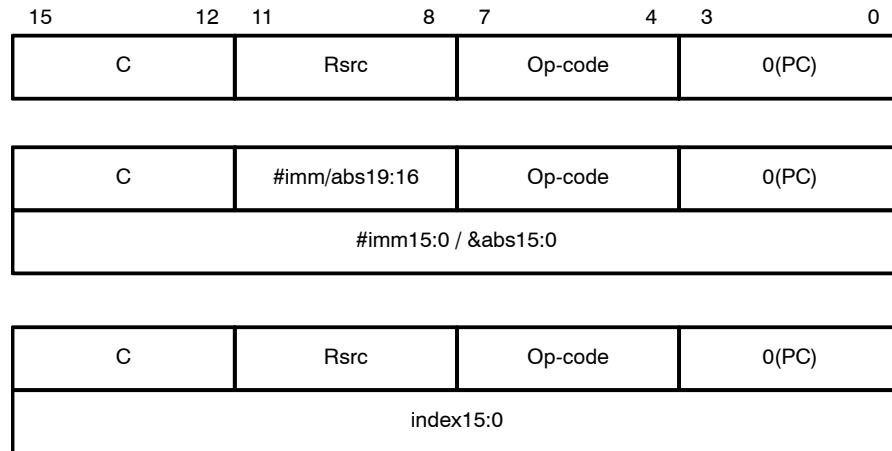 15 12 11 8 7 4 3 0
C Rsrc Op-code 0(PC)
C #imm/abs19:16 Op-code 0(PC)
#imm15:0 / &abs15:0
C Rsrc Op-code 0(PC)
index15:0